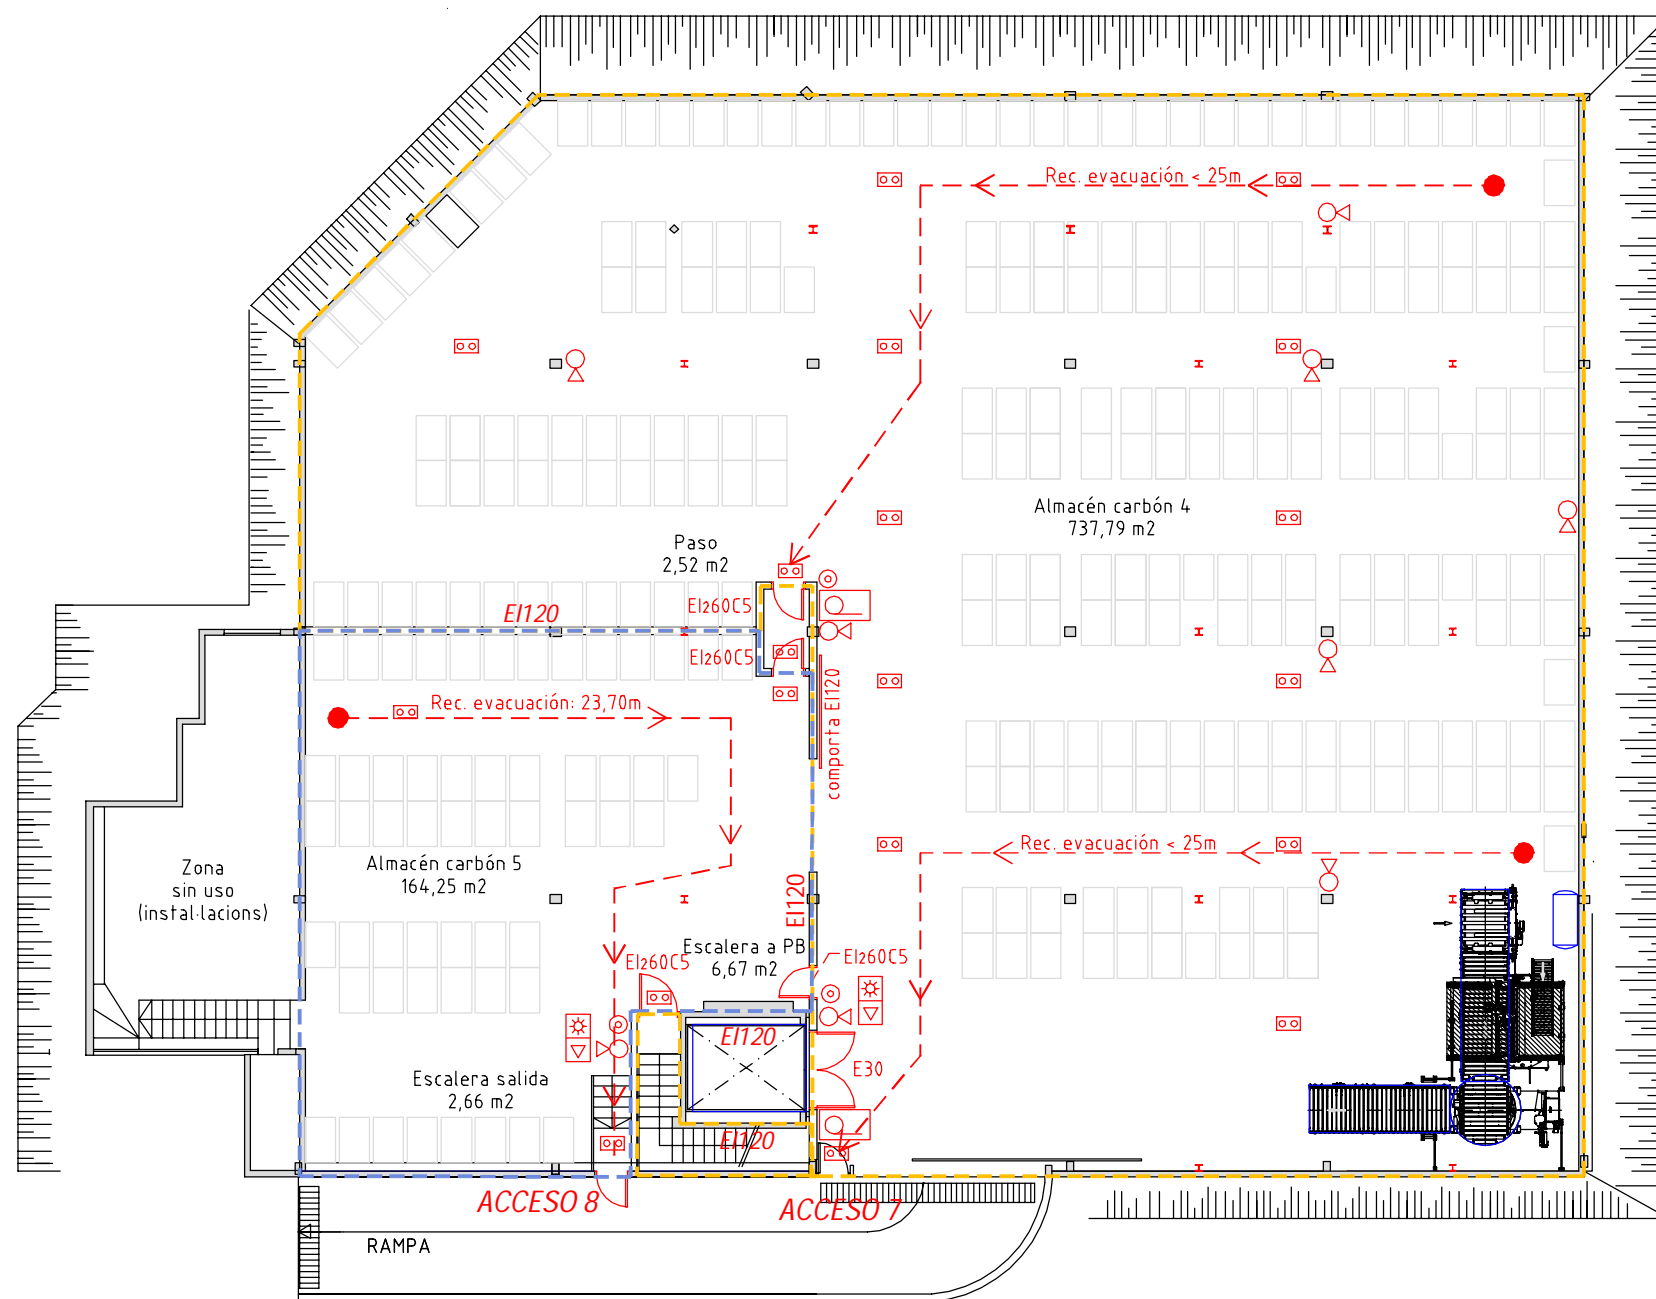 Rec. evacuación < 25m
Almacén carbón 4
737,79 m2
Paso
2,52 m2
EI120
EI260C5
EI260C5
comporta EI120
Rec. evacuación: 23,70m
Rec. evacuación < 25m
Zona
sin uso
(instal·lacions)
Almacén carbón 5
164,25 m2
EI120
Escalera a PB
6,67 m2
EI260C5
EI260C5
EI120
E30
Escalera salida
2,66 m2
EI120
ACCESO 8
ACCESO 7
RAMPA